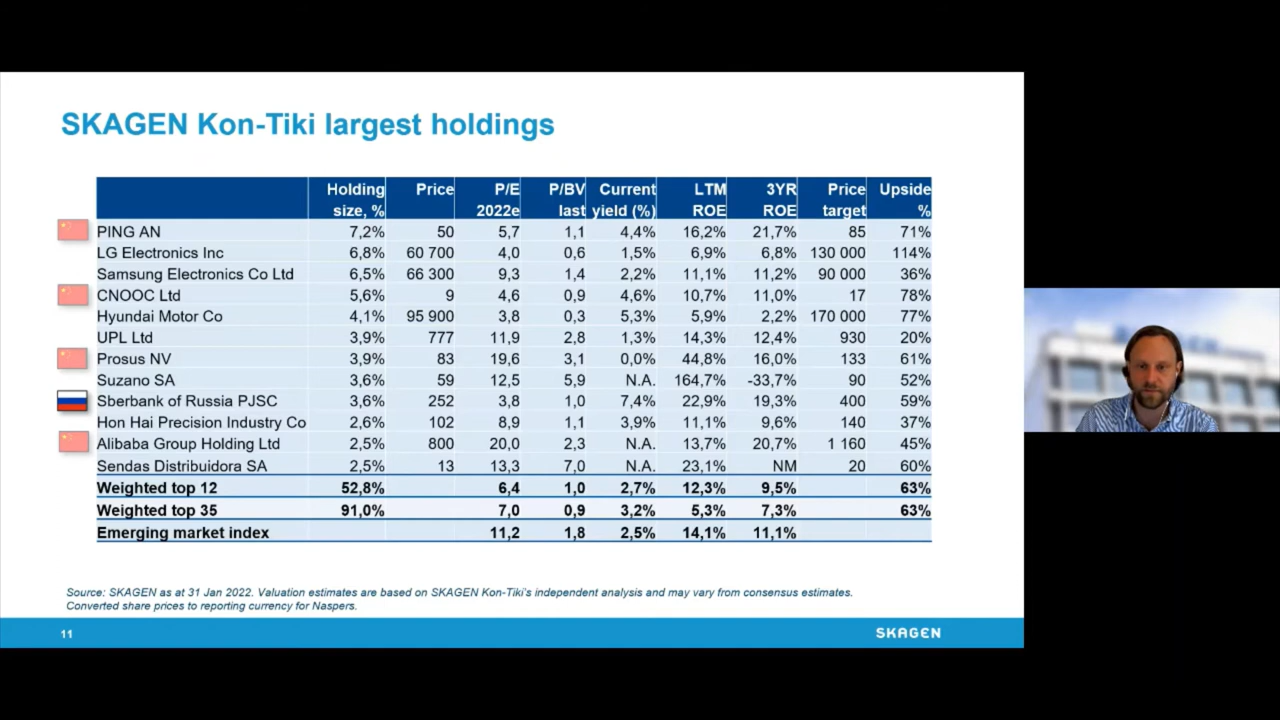 SKAGEN Kon-Tiki largest holdings
Holding size, % Price P/E 2022e P/BV last Current yield (%) LTM ROE 3YR ROE Price target Upside %
PING AN 7,2% 50 5,7 1,1 4,4% 16,2% 21,7% 85 71%
LG Electronics Inc 6,8% 60 700 4,0 0,6 1,5% 6,9% 6,8% 130 000 114%
Samsung Electronics Co Ltd 6,5% 66 300 9,3 1,4 2,2% 11,1% 11,2% 90 000 36%
CNOOC Ltd 5,6% 9 4,6 0,9 4,6% 10,7% 11,0% 17 78%
Hyundai Motor Co 4,1% 95 900 3,8 0,3 5,3% 5,9% 2,2% 170 000 77%
UPL Ltd 3,9% 777 11,9 2,8 1,3% 14,3% 12,4% 930 20%
Prosus NV 3,9% 83 19,6 3,1 0,0% 44,8% 16,0% 133 61%
Suzano SA 3,6% 59 12,5 5,9 N.A. 164,7% -33,7% 90 52%
Sberbank of Russia PJSC 3,6% 252 3,8 1,0 7,4% 22,9% 19,3% 400 59%
Hon Hai Precision Industry Co 2,6% 102 8,9 1,1 3,9% 11,1% 9,6% 140 37%
Alibaba Group Holding Ltd 2,5% 800 20,0 2,3 N.A. 13,7% 20,7% 1 160 45%
Sendas Distribuidora SA 2,5% 13 13,3 7,0 N.A. 23,1% NM 20 60%
Weighted top 12 52,8% 6,4 1,0 2,7% 12,3% 9,5% 63%
Weighted top 35 91,0% 7,0 0,9 3,2% 5,3% 7,3% 63%
Emerging market index 11,2 1,8 2,5% 14,1% 11,1%
Source: SKAGEN as at 31 Jan 2022. Valuation estimates are based on SKAGEN Kon-Tiki's independent analysis and may vary from consensus estimates.
Converted share prices to reporting currency for Naspers.
11 SKAGEN